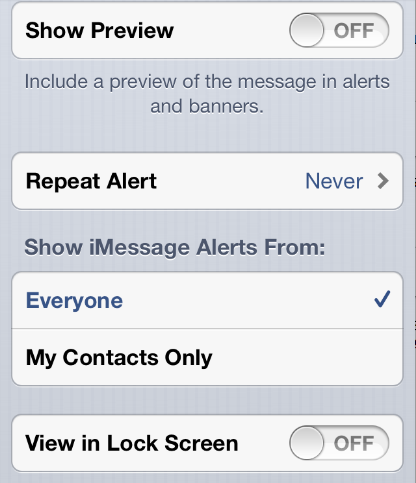 Show Preview OFF
Include a preview of the message in alerts
and banners.
Repeat Alert Never
Show iMessage Alerts From:
Everyone
My Contacts Only
View in Lock Screen OFF